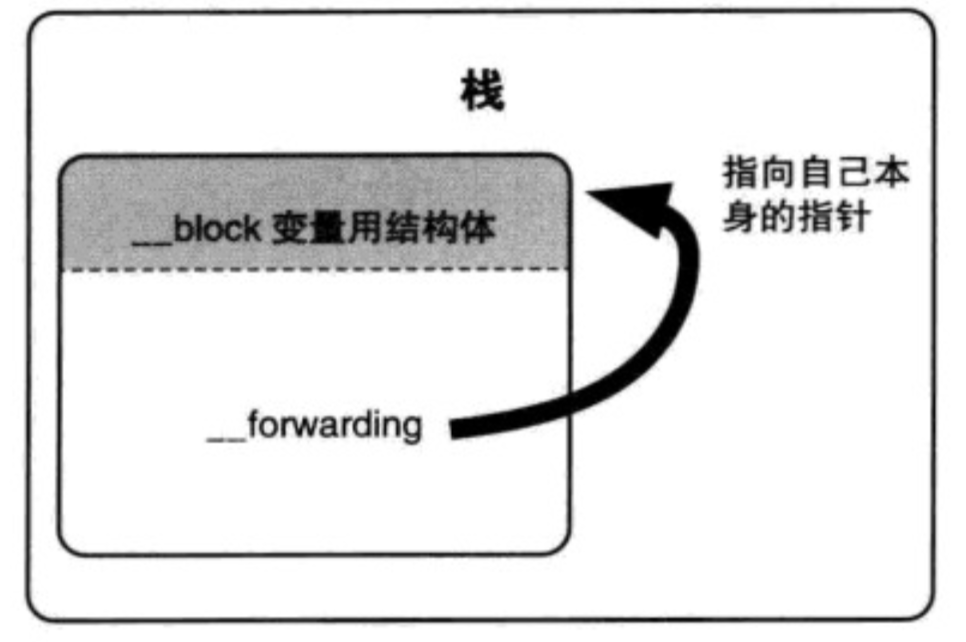 栈
__block 变量用结构体
指向自己本
身的指针
__forwarding